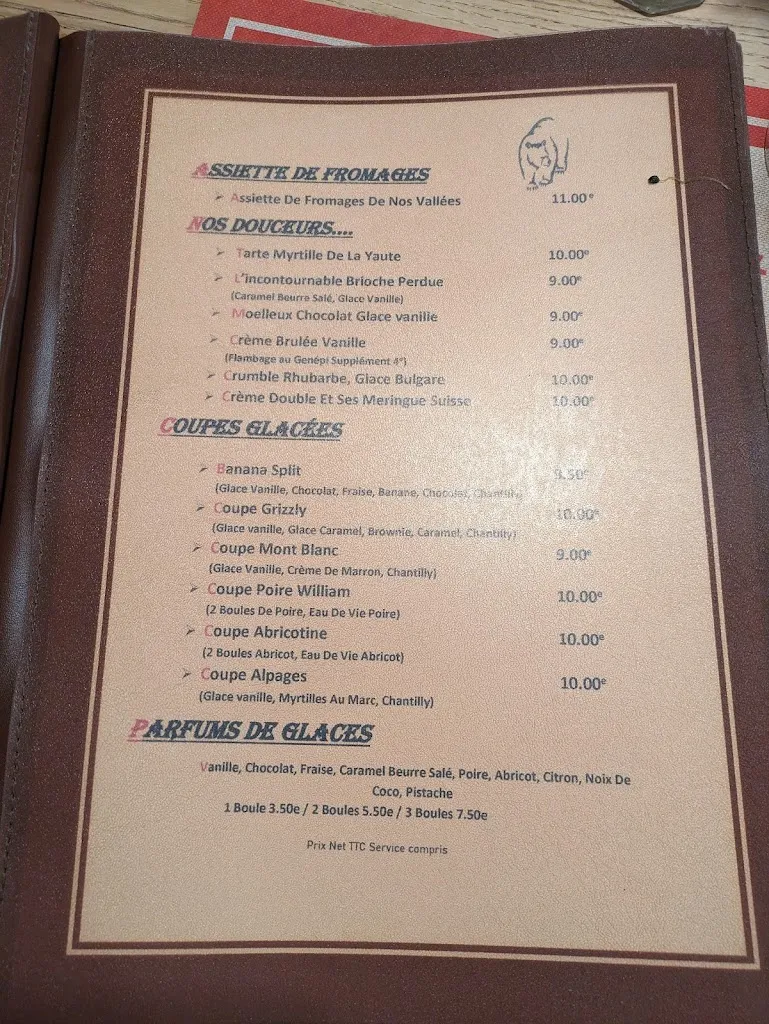 ASSIETTE DE FROMAGES
➢ Assiette De Fromages De Nos Vallées 11.00e
NOS DOUCEURS....
➢ Tarte Myrtille De La Yaute 10.00e
➢ L'incontournable Brioche Perdue 9.00e
(Caramel Beurre Salé, Glace Vanille)
➢ Moelleux Chocolat Glace vanille 9.00e
➢ Crème Brulée Vanille 9.00e
(Flambage au Genépi Supplément 4e)
➢ Crumble Rhubarbe, Glace Bulgare 10.00e
➢ Crème Double Et Ses Meringue Suisse 10.00e
COUPES GLACÉES
➢ Banana Split 9.50e
(Glace Vanille, Chocolat, Fraise, Banane, Chocolat, Chantilly)
➢ Coupe Grizzly 10.00e
(Glace vanille, Glace Caramel, Brownie, Caramel, Chantilly)
➢ Coupe Mont Blanc 9.00e
(Glace Vanille, Crème De Marron, Chantilly)
➢ Coupe Poire William 10.00e
(2 Boules De Poire, Eau De Vie Poire)
➢ Coupe Abricotine 10.00e
(2 Boules Abricot, Eau De Vie Abricot)
➢ Coupe Alpages 10.00e
(Glace vanille, Myrtilles Au Marc, Chantilly)
PARFUMS DE GLACES
Vanille, Chocolat, Fraise, Caramel Beurre Salé, Poire, Abricot, Citron, Noix De
Coco, Pistache
1 Boule 3.50e / 2 Boules 5.50e / 3 Boules 7.50e
Prix Net TTC Service compris